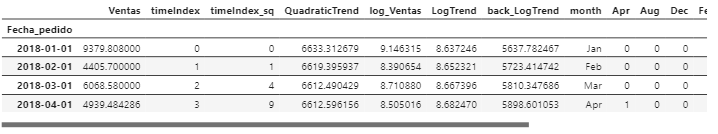 Ventas timeIndex timeIndex_sq QuadraticTrend log_Ventas LogTrend back_LogTrend month Apr Aug Dec Fe
Fecha_pedido
2018-01-01 9379.808000 0 0 6633.312679 9.146315 8.637246 5637.782467 Jan 0 0 0
2018-02-01 4405.700000 1 1 6619.395937 8.390654 8.652321 5723.414742 Feb 0 0 0
2018-03-01 6068.580000 2 4 6612.490429 8.710880 8.667396 5810.347686 Mar 0 0 0
2018-04-01 4939.484286 3 9 6612.596156 8.505016 8.682470 5898.601053 Apr 1 0 0